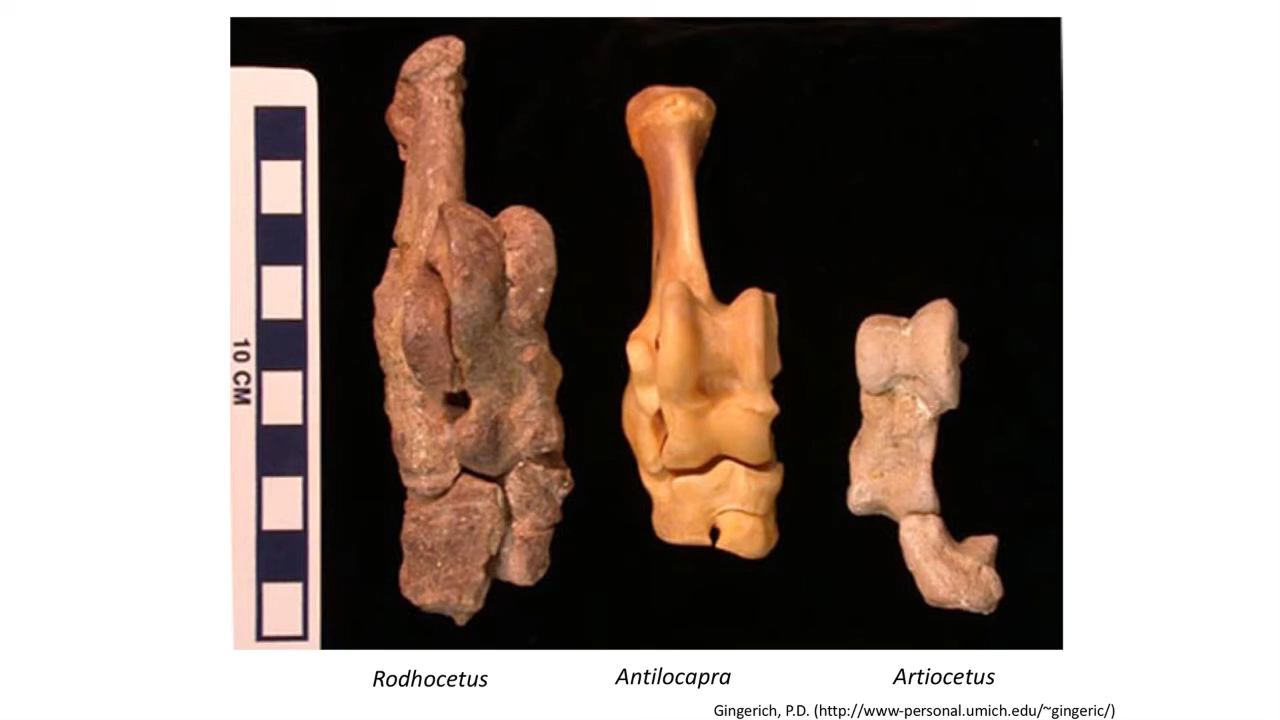 10 CM
Rodhocetus
Antilocapra
Artiocetus
Gingerich, P.D. (http://www-personal.umich.edu/~gingeric/)